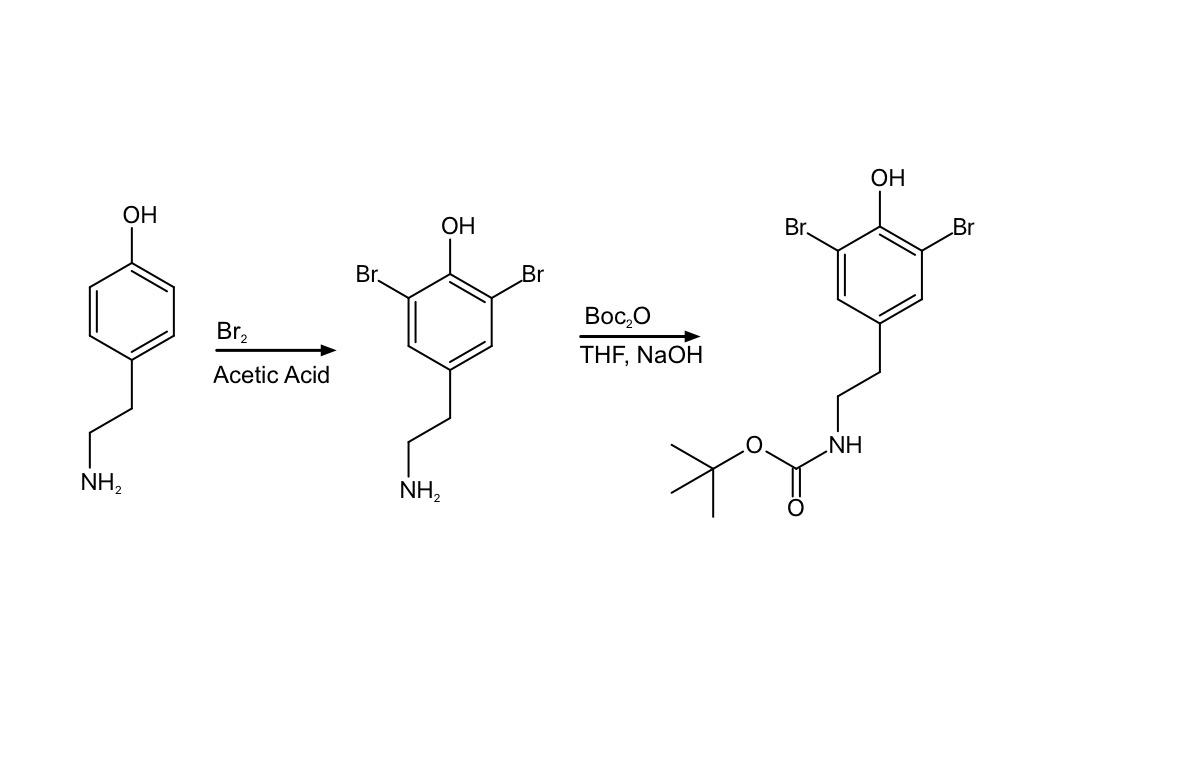 OH
NH₂
Br₂
Acetic Acid
OH
Br
Br
NH₂
Boc₂O
THF, NaOH
OH
Br
Br
O
NH
O